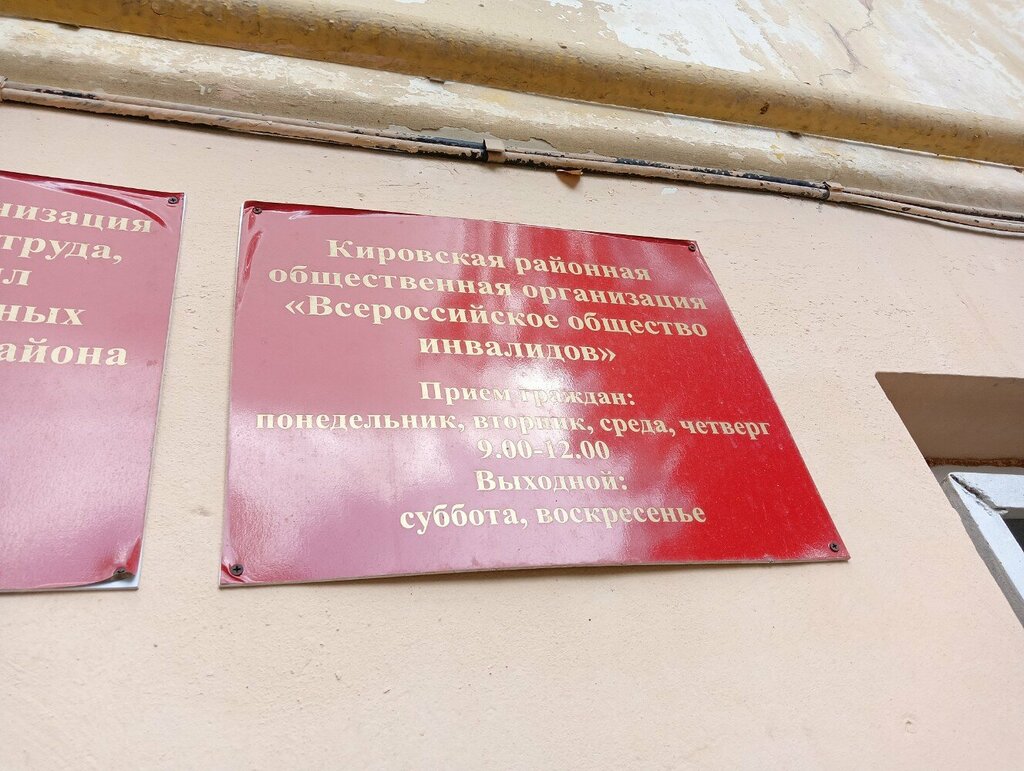 низация
труда,
л
ных
айона
Кировская районная
общественная организация
«Всероссийское общество
инвалидов»
Прием граждан:
понедельник, вторник, среда, четверг
9.00-12.00
Выходной:
суббота, воскресенье